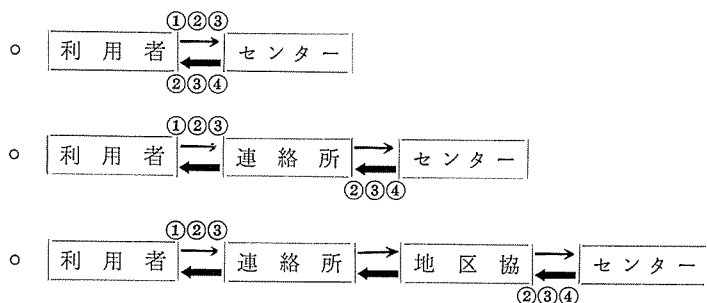 ①②③
○ 利用者 → ← センター
②③④
①②③
○ 利用者 → ← 連絡所 → ← センター
②③④
①②③
○ 利用者 → ← 連絡所 → ← 地区協 → ← センター
②③④